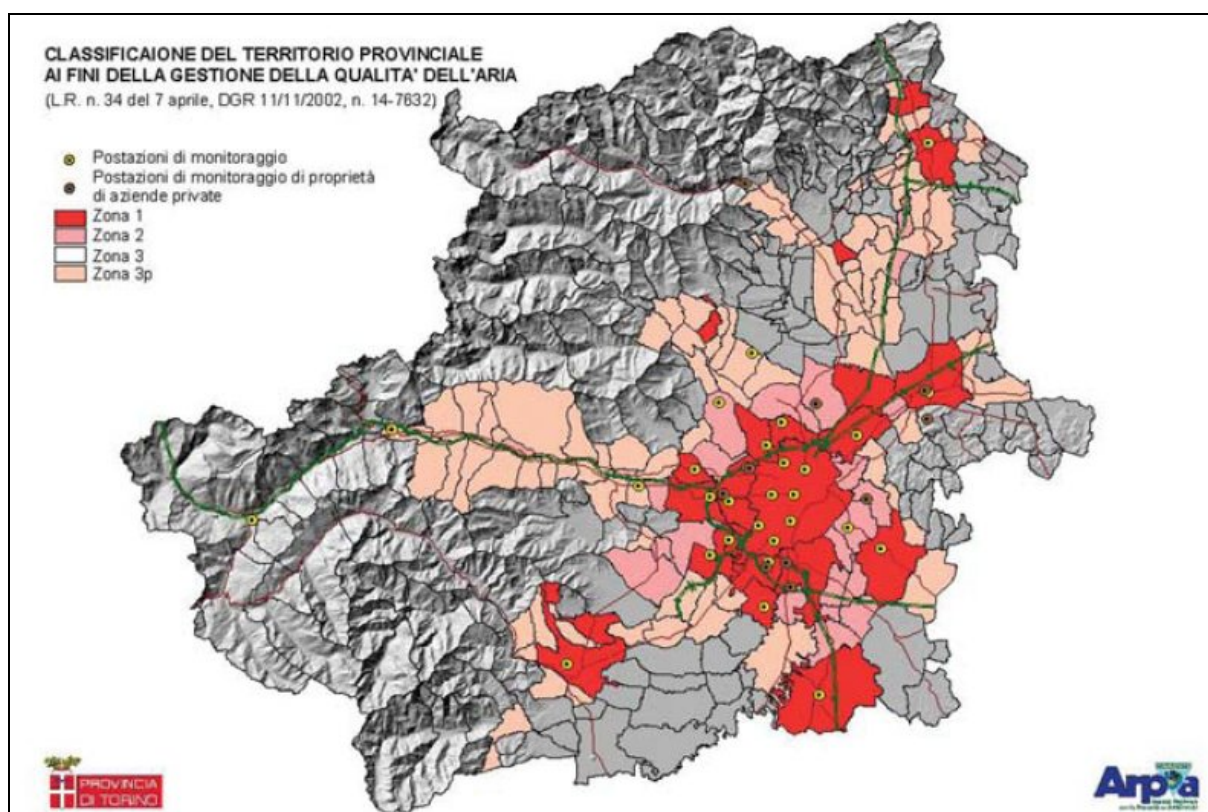 CLASSIFICAIONE DEL TERRITORIO PROVINCIALE
AI FINI DELLA GESTIONE DELLA QUALITA' DELL'ARIA
(L.R. n. 34 del 7 aprile, DGR 11/11/2002, n. 14-7632)
Postazioni di monitoraggio
Postazioni di monitoraggio di proprietà
di aziende private
Zona 1
Zona 2
Zona 3
Zona 3p
PROVINCIA
DI TORINO
Arpa